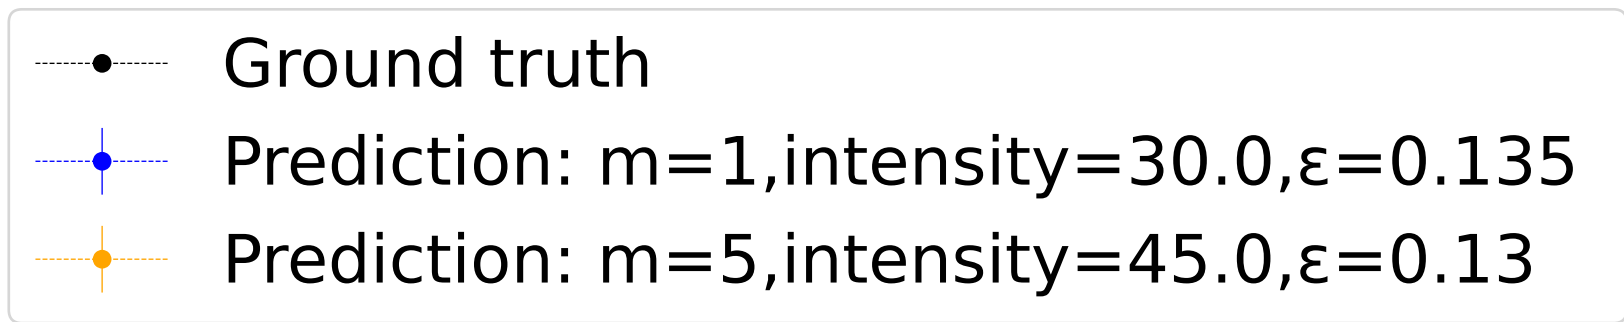 Ground truth
Prediction: m=1,intensity=30.0,ε=0.135
Prediction: m=5,intensity=45.0,ε=0.13